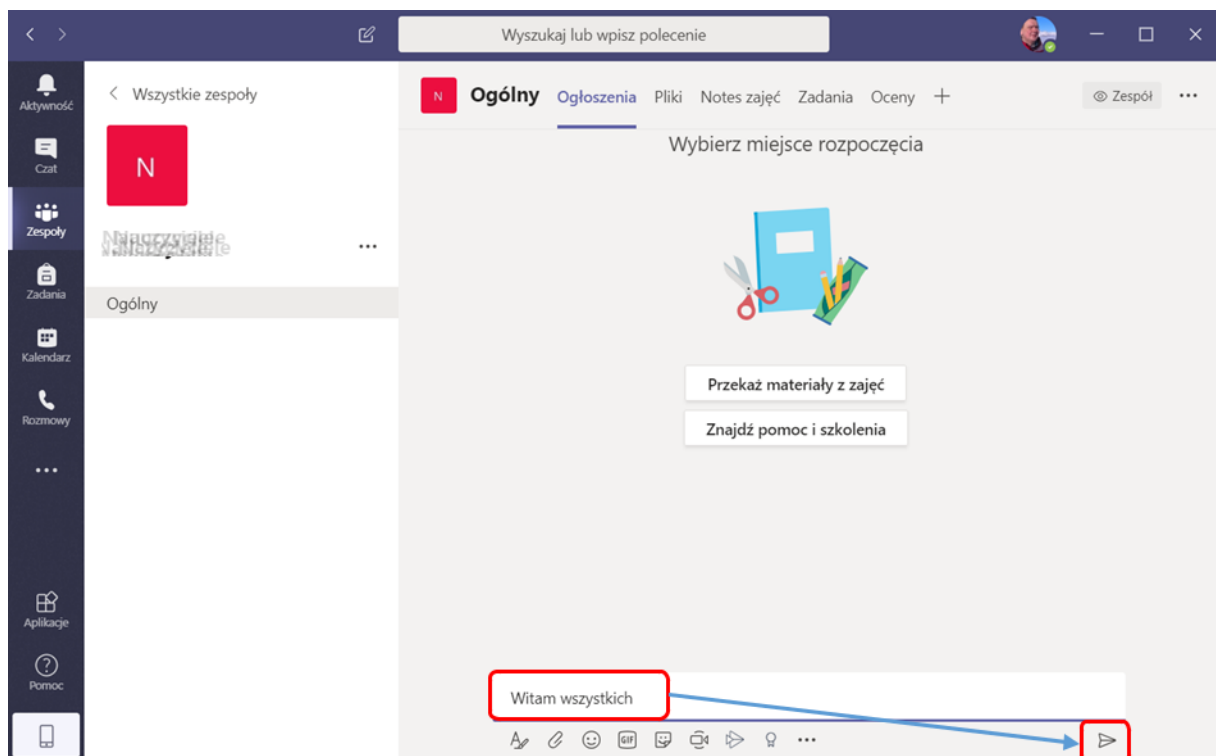 Wyszukaj lub wpisz polecenie
Aktywność
Czat
Zespoły
Zadania
Kalendarz
Rozmowy
Aplikacje
Pomoc
Wszystkie zespoły
N
Ogólny
N Ogólny Ogłoszenia Pliki Notes zajęć Zadania Oceny
Zespół
Wybierz miejsce rozpoczęcia
Przekaż materiały z zajęć
Znajdź pomoc i szkolenia
Witam wszystkich
GIF